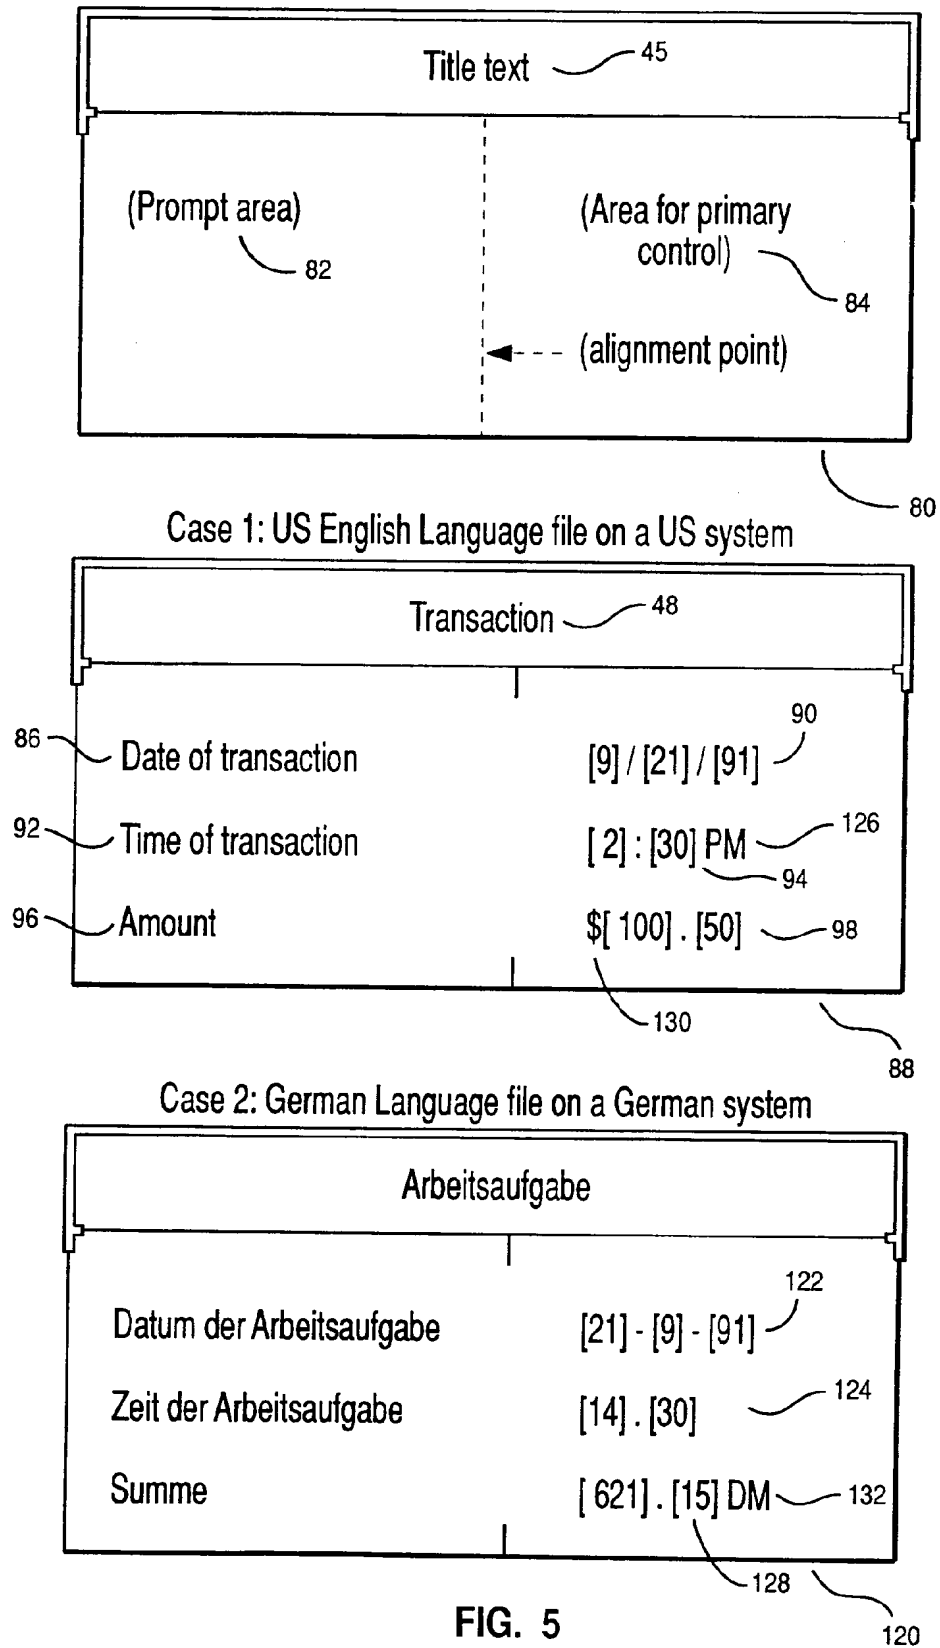 Title text 45
(Prompt area)
82
(Area for primary
control)
84
(alignment point)
80
Case 1: US English Language file on a US system
Transaction 48
90
86 Date of transaction [9] / [21] / [91]
92 Time of transaction [ 2] : [30] PM 126
94
96 Amount $[ 100] . [50] 98
130
88
Case 2: German Language file on a German system
Arbeitsaufgabe
122
Datum der Arbeitsaufgabe [21] - [9] - [91]
Zeit der Arbeitsaufgabe [14] . [30] 124
Summe [ 621] . [15] DM 132
128
120
FIG. 5